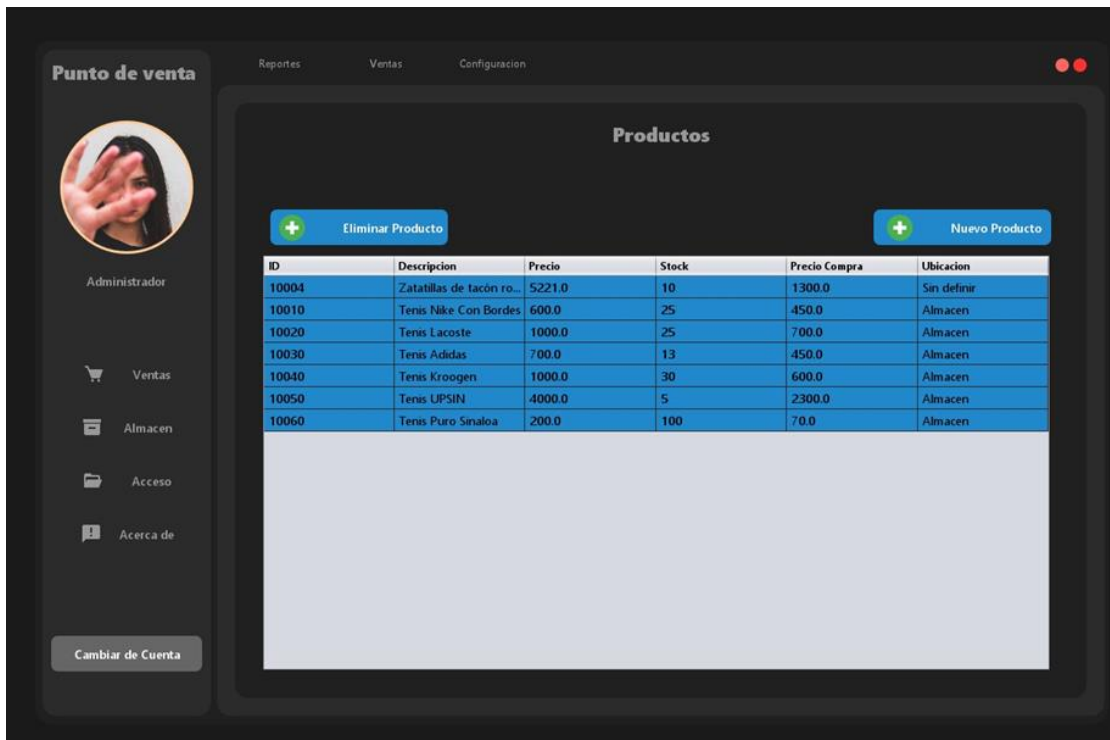 Punto de venta
Reportes Ventas Configuracion
Administrador
Ventas
Almacen
Acceso
Acerca de
Cambiar de Cuenta
Productos
Eliminar Producto Nuevo Producto
ID Descripcion Precio Stock Precio Compra Ubicacion
10004 Zatatillas de tacón ro... 5221.0 10 1300.0 Sin definir
10010 Tenis Nike Con Bordes 600.0 25 450.0 Almacen
10020 Tenis Lacoste 1000.0 25 700.0 Almacen
10030 Tenis Adidas 700.0 13 450.0 Almacen
10040 Tenis Kroogen 1000.0 30 600.0 Almacen
10050 Tenis UPSIN 4000.0 5 2300.0 Almacen
10060 Tenis Puro Sinaloa 200.0 100 70.0 Almacen